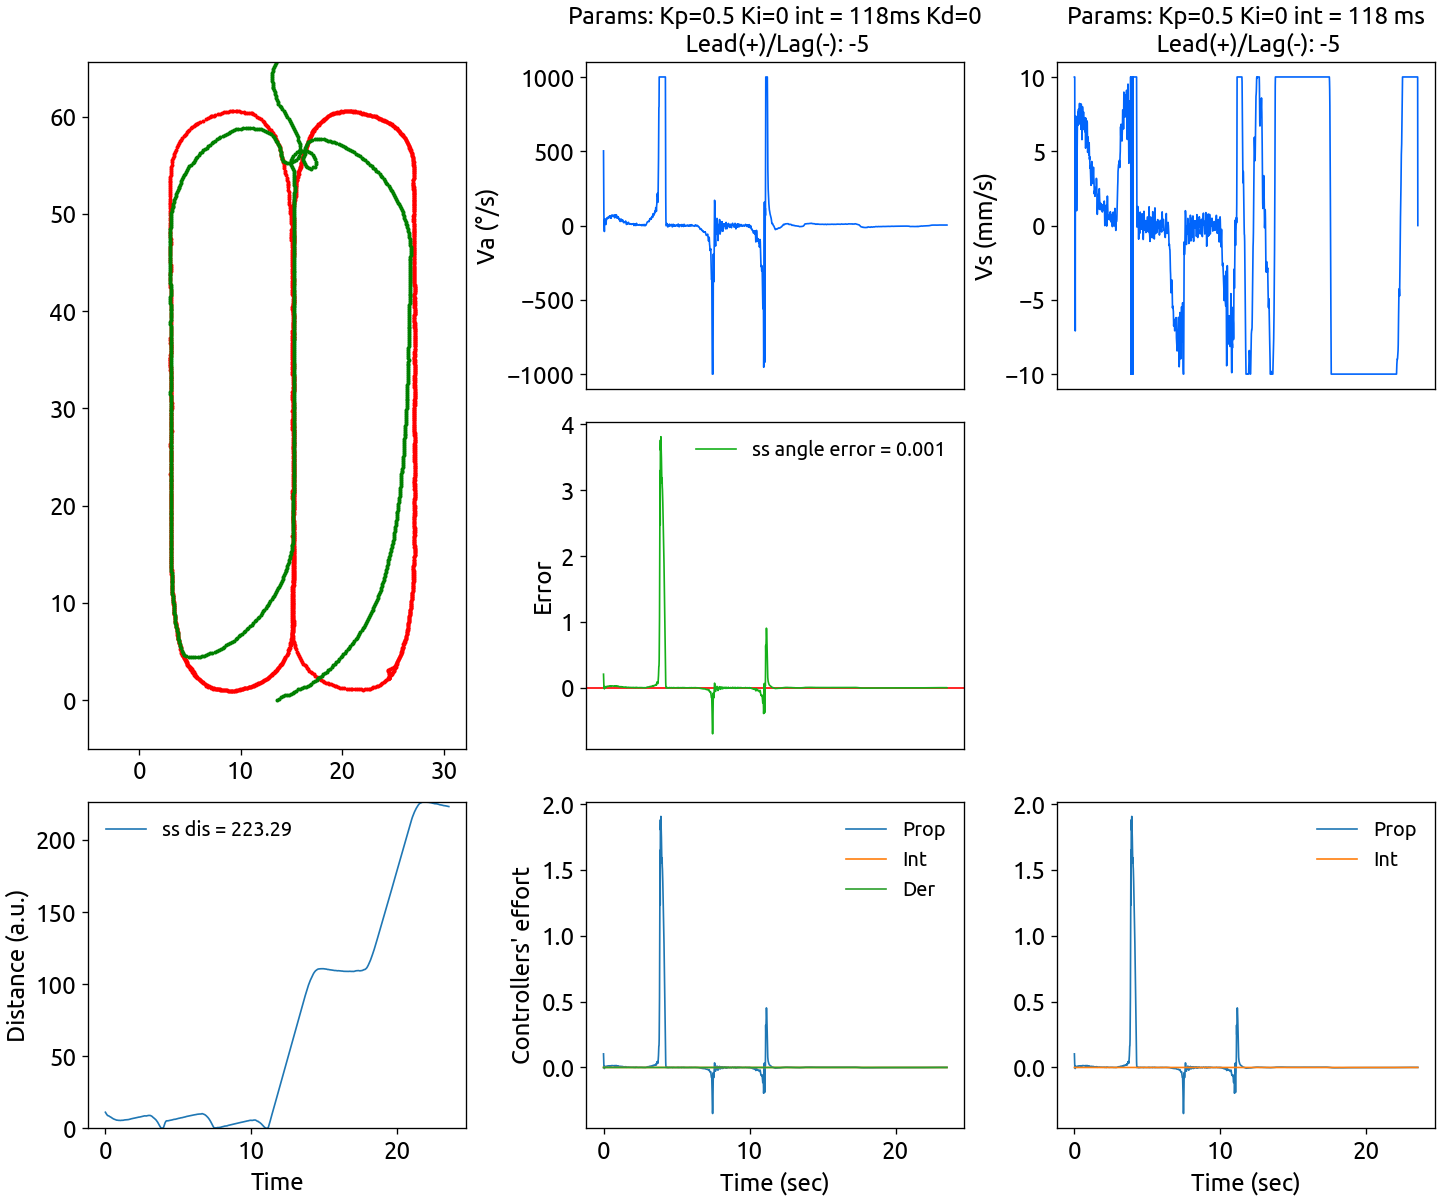 Params: Kp=0.5 Ki=0 int = 118ms Kd=0
Lead(+)/Lag(-): -5
Params: Kp=0.5 Ki=0 int = 118 ms
Lead(+)/Lag(-): -5
60
50
40
30
20
10
0
0
10
20
30
Va (°/s)
1000
500
0
−500
−1000
Vs (mm/s)
10
5
0
−5
−10
Error
4
3
2
1
0
ss angle error = 0.001
Distance (a.u.)
200
150
100
50
0
ss dis = 223.29
0
10
20
Time
Controllers' effort
2.0
1.5
1.0
0.5
0.0
Prop
Int
Der
0
10
20
Time (sec)
2.0
1.5
1.0
0.5
0.0
Prop
Int
0
10
20
Time (sec)